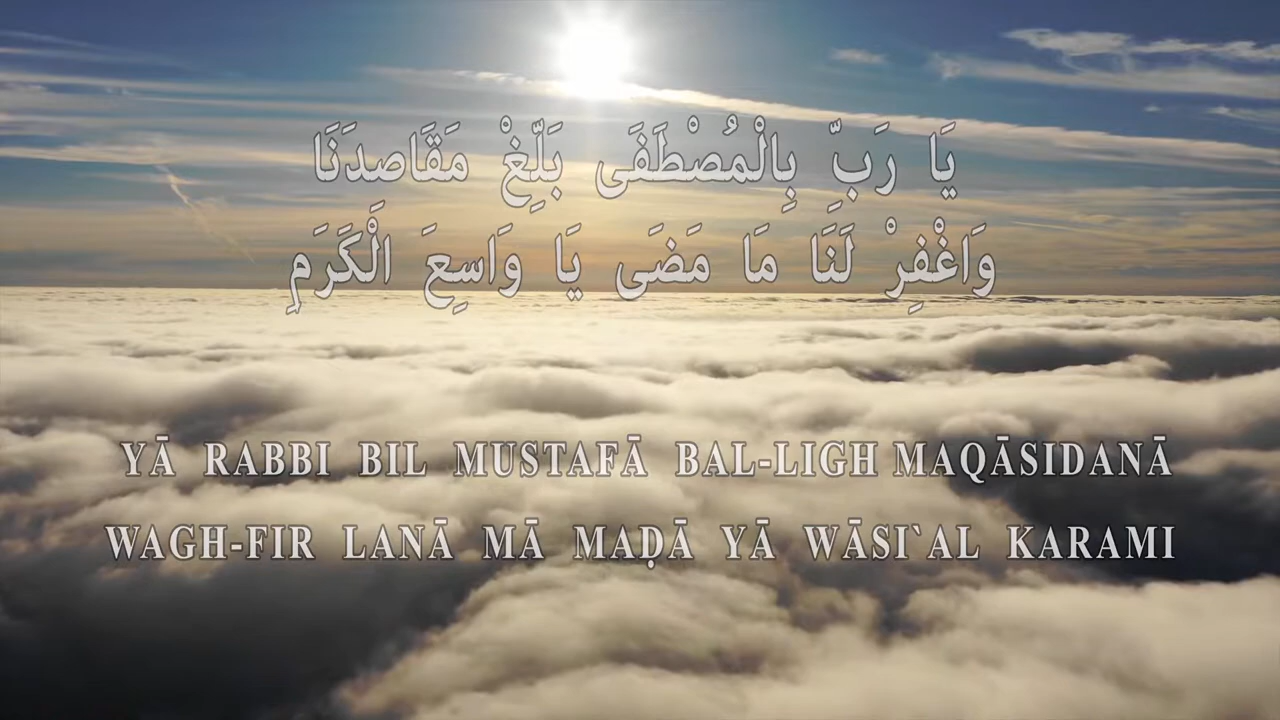 يَا رَبِّ بِالْمُصْطَفَى بَلِّغْ مَقَاصِدَنَا
وَاغْفِرْ لَنَا مَا مَضَى يَا وَاسِعَ الْكَرَمِ
YĀ RABBI BIL MUSTAFĀ BAL-LIGH MAQĀSIDANĀ
WAGH-FIR LANĀ MĀ MAḌĀ YĀ WĀSI`AL KARAMI